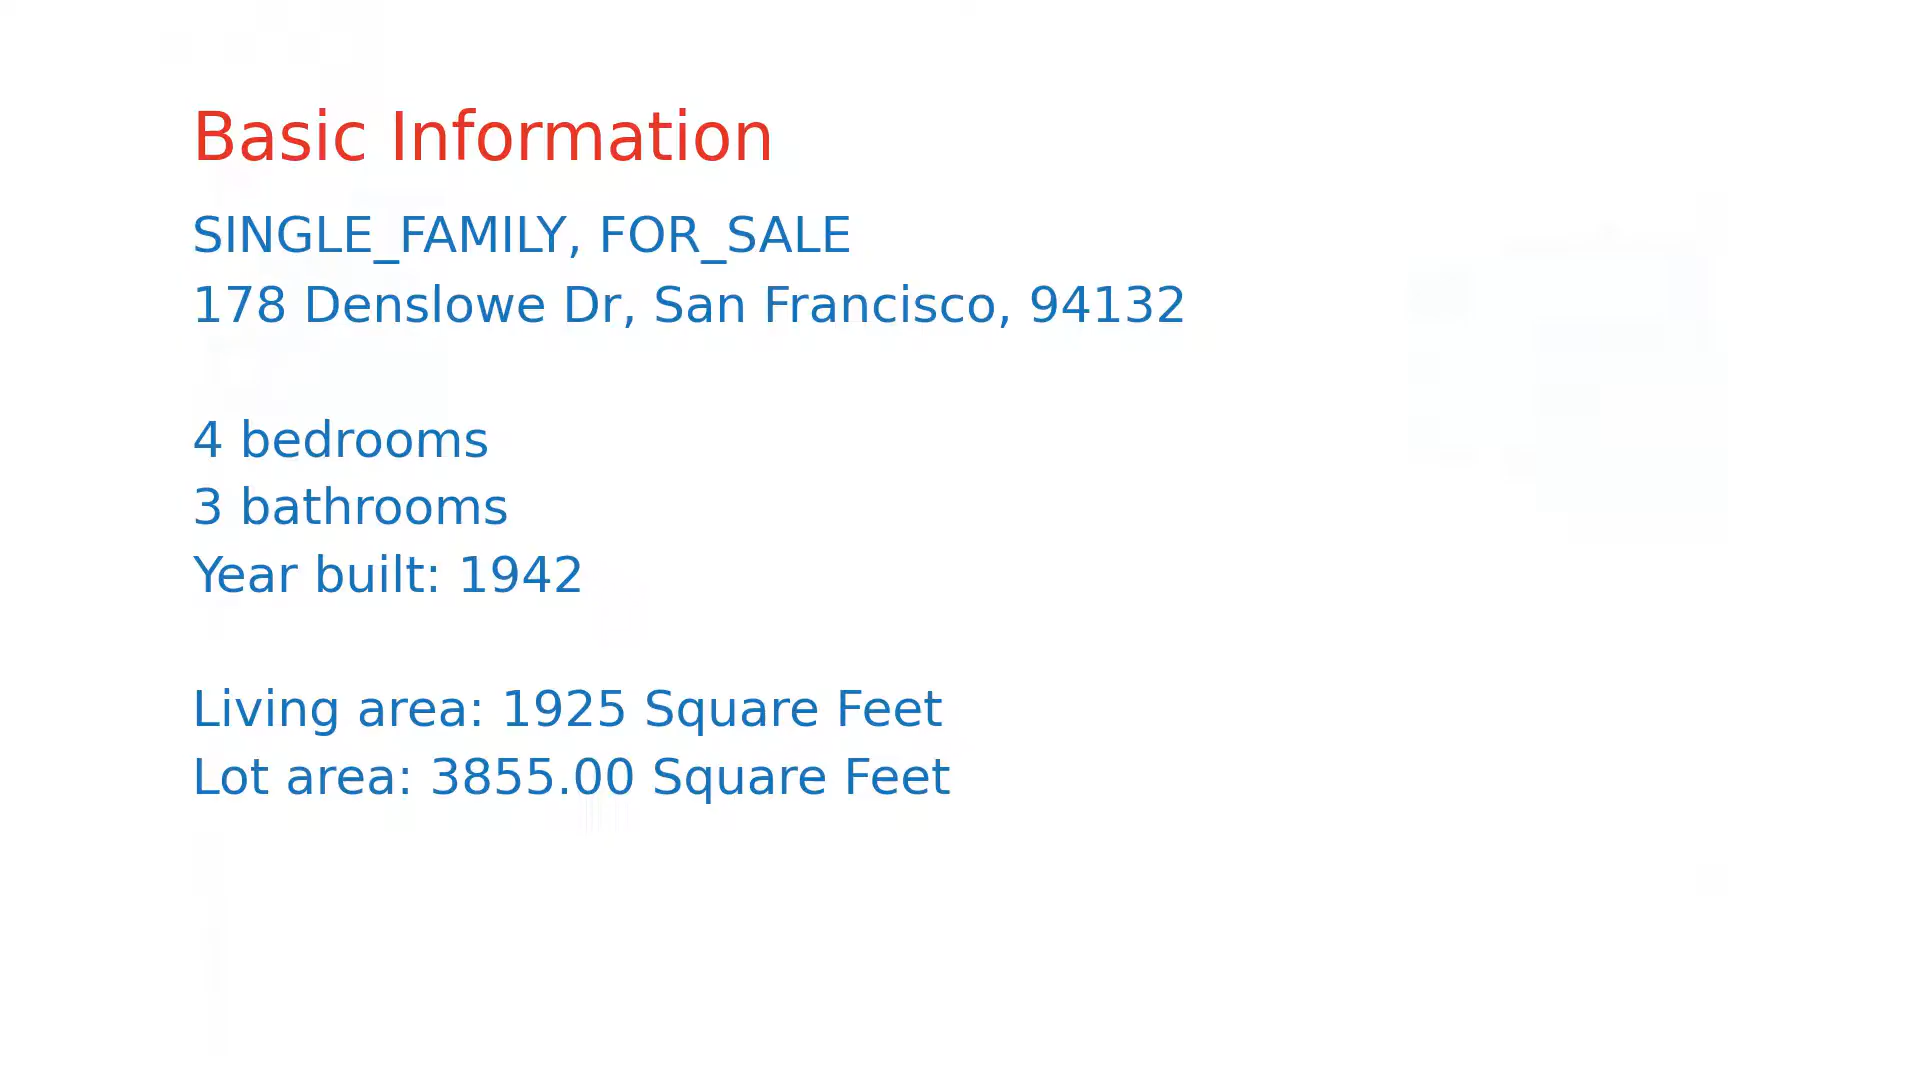 Basic Information
SINGLE_FAMILY, FOR_SALE
178 Denslowe Dr, San Francisco, 94132
4 bedrooms
3 bathrooms
Year built: 1942
Living area: 1925 Square Feet
Lot area: 3855.00 Square Feet